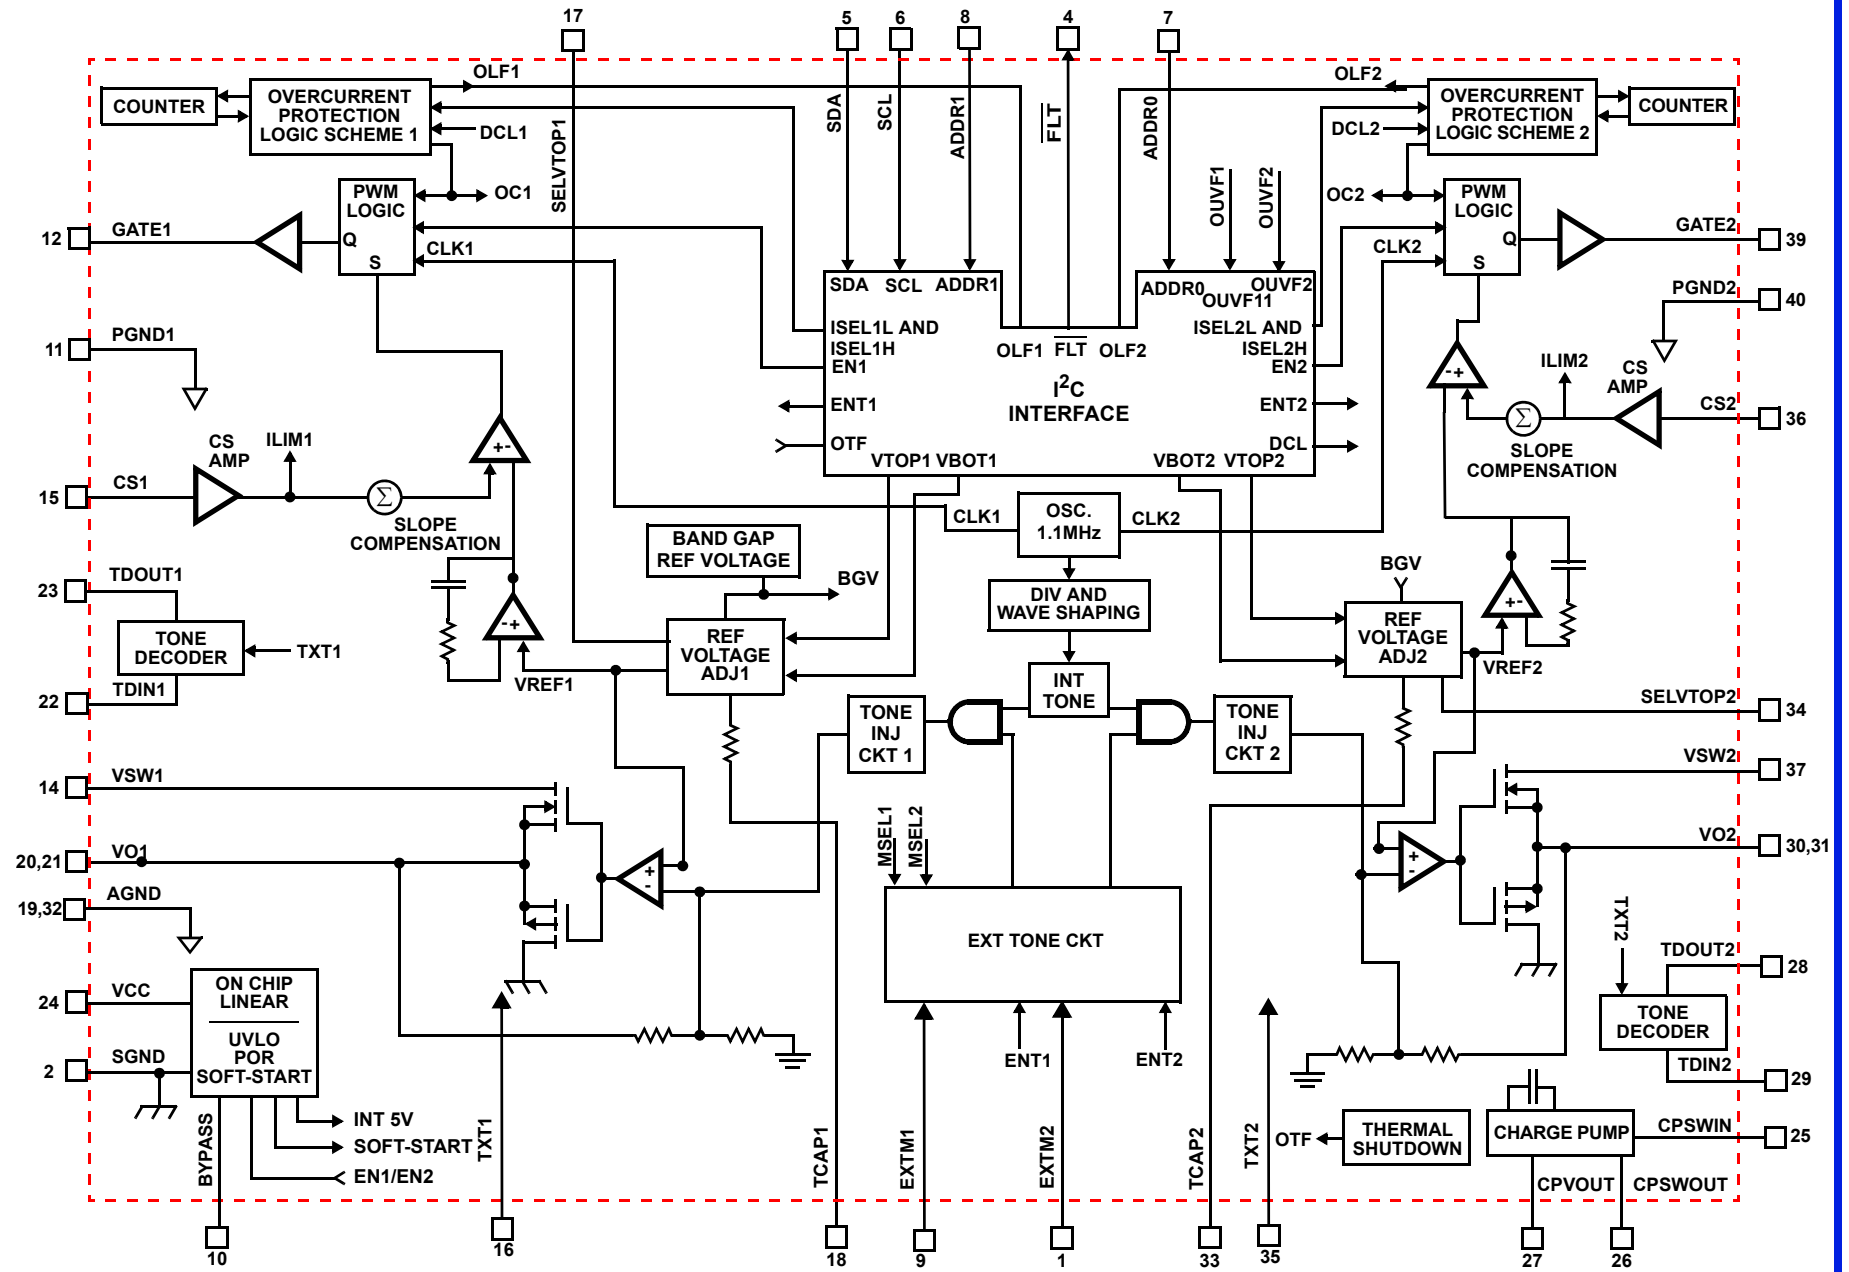 17
5
6
8
4
7
OLF1
OLF2
COUNTER
OVERCURRENT
PROTECTION
LOGIC SCHEME 1
DCL1
SELVTOP1
SDA
SCL
ADDR1
FLT
ADDR0
OUVF1
OUVF2
DCL2
OVERCURRENT
PROTECTION
LOGIC SCHEME 2
COUNTER
PWM
LOGIC
Q
S
OC1
CLK1
OC2
CLK2
PWM
LOGIC
Q
S
12
GATE1
GATE2
39
11
PGND1
PGND2
40
SDA
SCL
ADDR1
ADDR0
OUVF11
OUVF2
ISEL1L AND
ISEL1H
EN1
ENT1
OTF
OLF1
FLT
OLF2
I2C
INTERFACE
ISEL2L AND
ISEL2H
EN2
ENT2
DCL
VTOP1
VBOT1
VBOT2
VTOP2
CS
AMP
ILIM1
+-
15
CS1
Σ
SLOPE
COMPENSATION
-+
ILIM2
CS
AMP
CS2
36
Σ
SLOPE
COMPENSATION
CLK1
OSC.
1.1MHz
CLK2
BAND GAP
REF VOLTAGE
BGV
DIV AND
WAVE SHAPING
BGV
23
TDOUT1
TONE
DECODER
TXT1
22
TDIN1
-+
VREF1
REF
VOLTAGE
ADJ1
INT
TONE
REF
VOLTAGE
ADJ2
+-
VREF2
SELVTOP2
34
TONE
INJ
CKT 1
TONE
INJ
CKT 2
14
VSW1
VSW2
37
20,21
VO1
+
-
MSEL1
MSEL2
+
-
VO2
30,31
19,32
AGND
EXT TONE CKT
TXT2
TDOUT2
28
24
VCC
ON CHIP
LINEAR
UVLO
POR
SOFT-START
TONE
DECODER
2
SGND
ENT1
ENT2
TDIN2
29
INT 5V
SOFT-START
EN1/EN2
BYPASS
TXT1
TCAP1
EXTM1
EXTM2
TCAP2
TXT2
OTF
THERMAL
SHUTDOWN
CHARGE PUMP
CPSWIN
25
CPVOUT
CPSWOUT
10
16
18
9
1
33
35
27
26